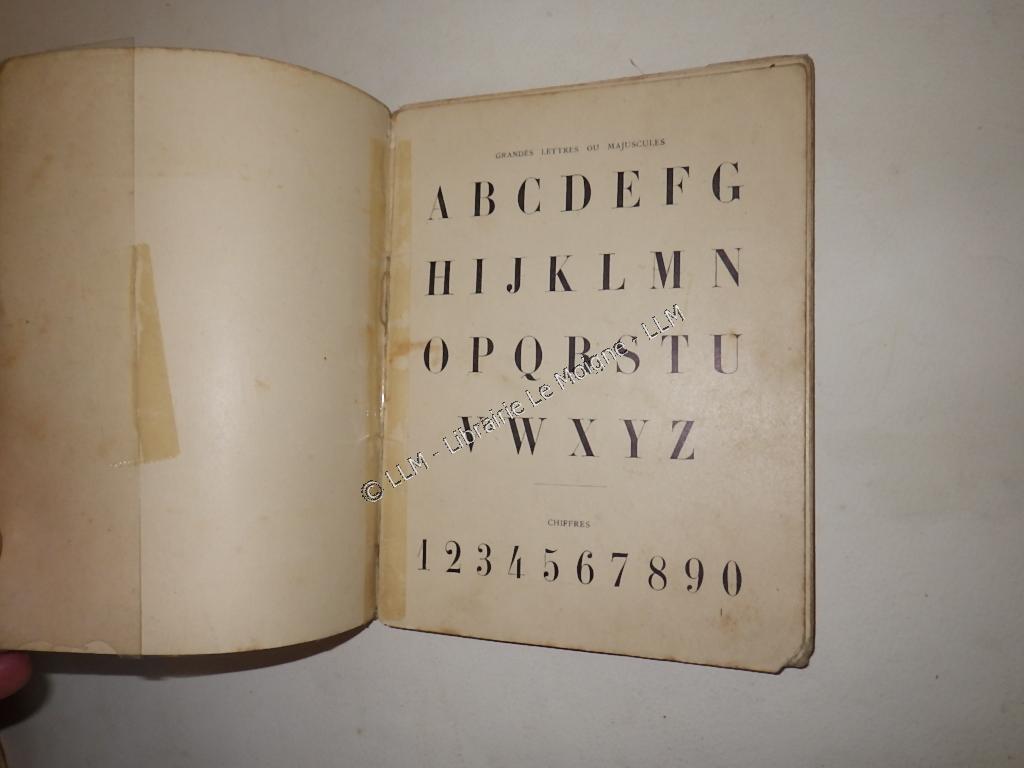 GRANDES LETTRES OU MAJUSCULES
A B C D E F G
H I J K L M N
O P Q R S T U
V W X Y Z
CHIFFRES
1 2 3 4 5 6 7 8 9 0
© LLM - Librairie Le Moigne - LLM